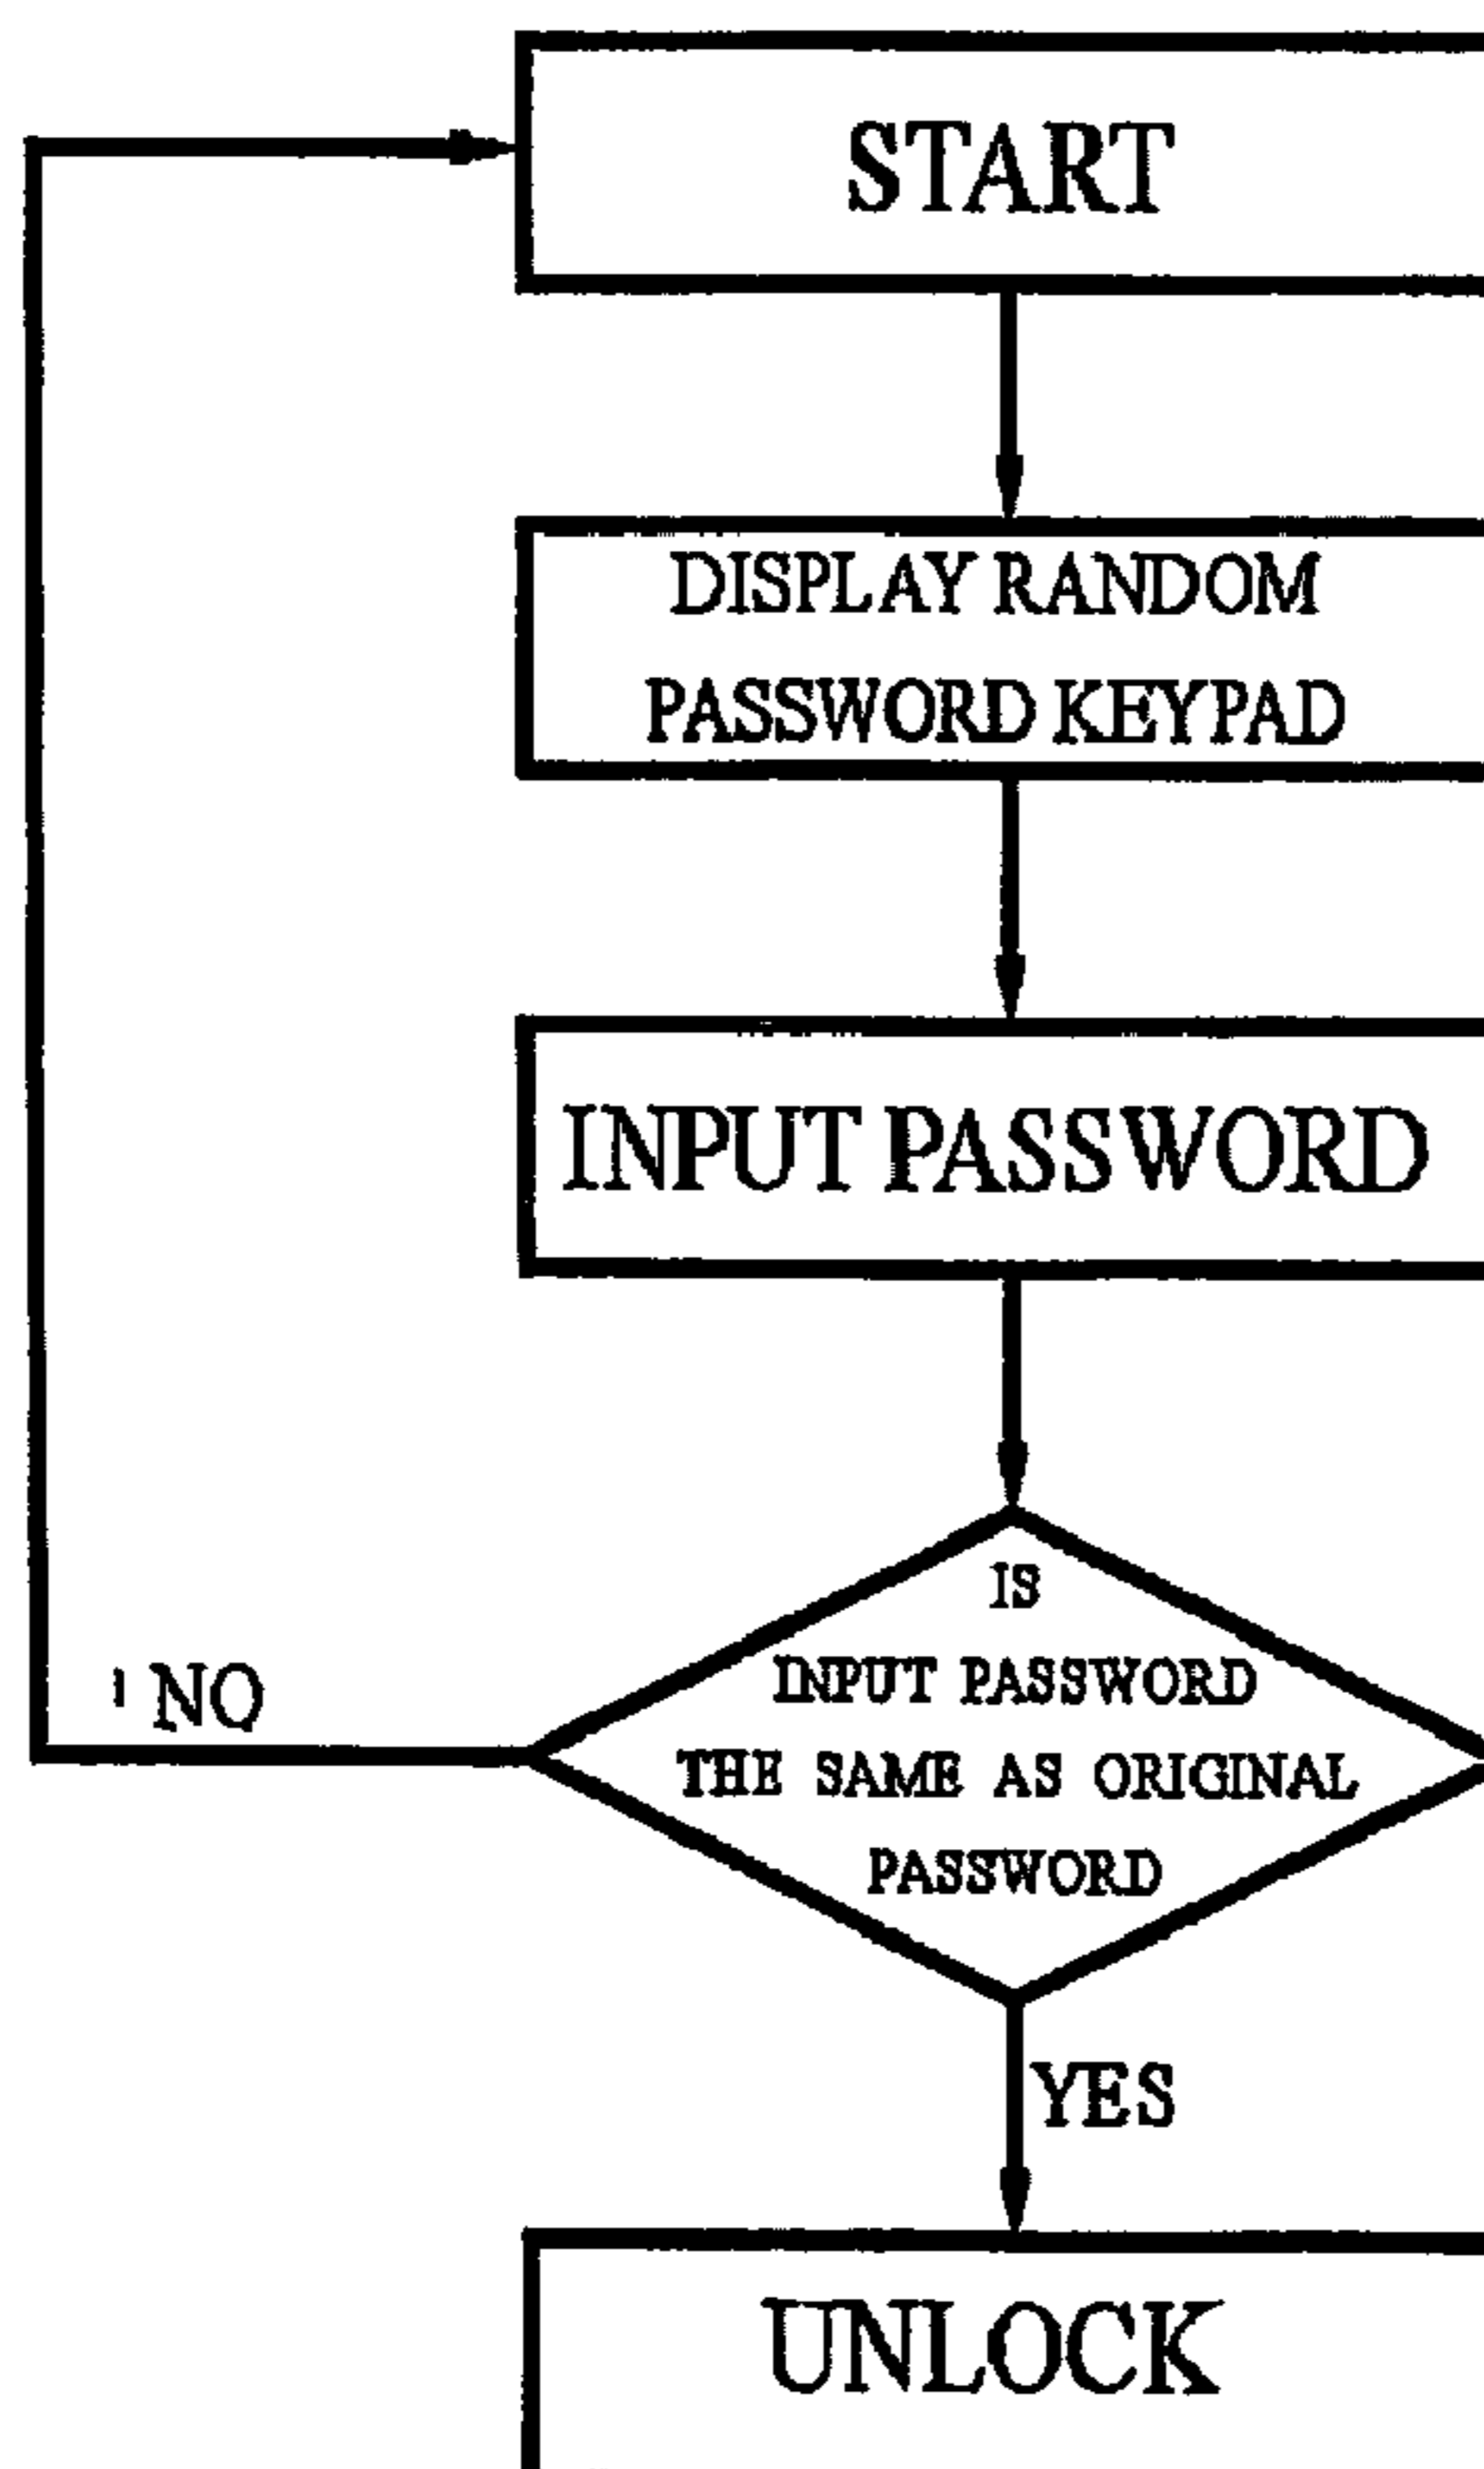 START
DISPLAY RANDOM
PASSWORD KEYPAD
INPUT PASSWORD
IS
INPUT PASSWORD
THE SAME AS ORIGINAL
PASSWORD
NO
YES
UNLOCK